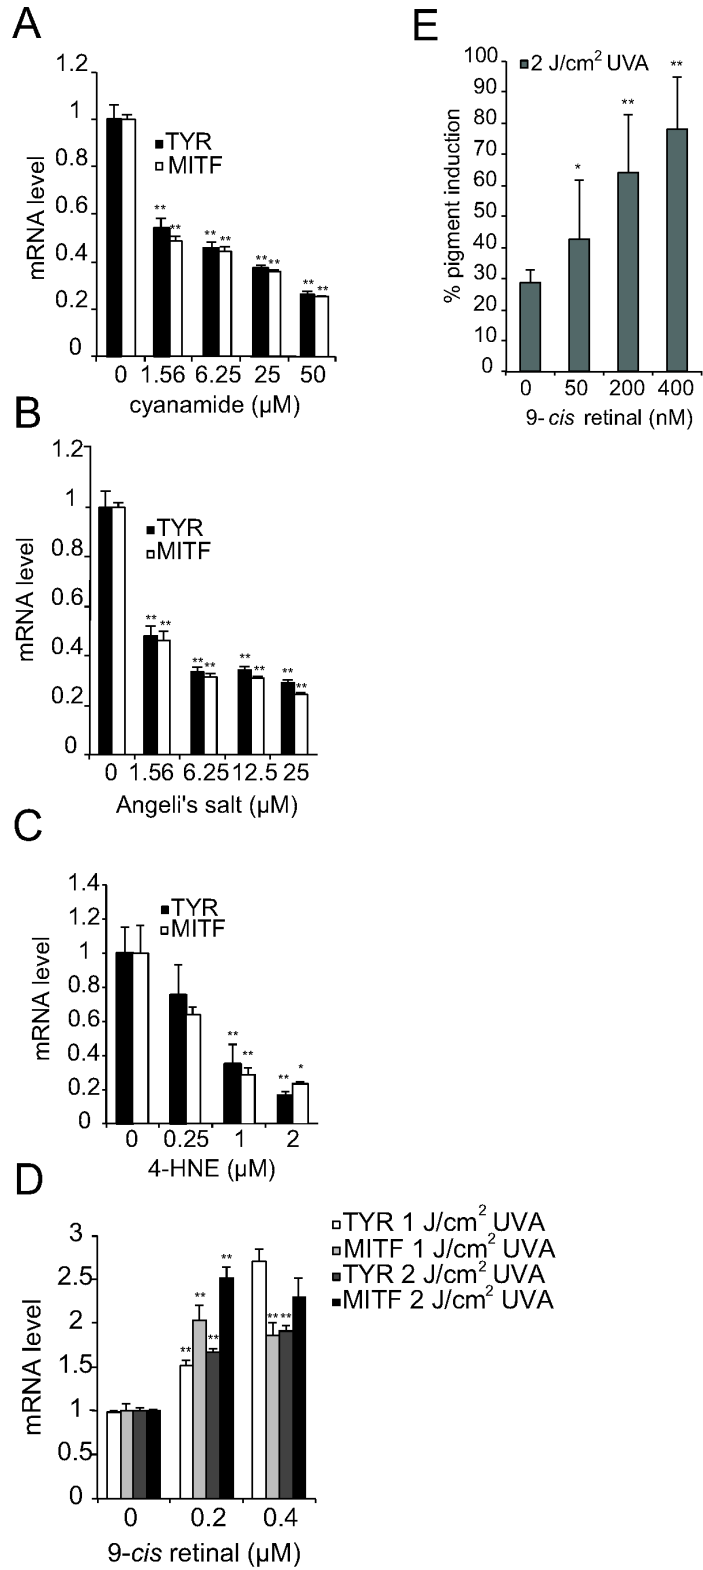 A
1.2
1
0.8
0.6
0.4
0.2
0
mRNA level
TYR
MITF
** ** ** ** ** ** ** **
0 1.56 6.25 25 50
cyanamide (µM)
B
1.2
1
0.8
0.6
0.4
0.2
0
mRNA level
TYR
MITF
** ** ** ** ** ** ** **
0 1.56 6.25 12.5 25
Angeli's salt (µM)
C
1.4
1.2
1
0.8
0.6
0.4
0.2
0
mRNA level
TYR
MITF
** ** ** *
0 0.25 1 2
4-HNE (µM)
D
3
2.5
2
1.5
1
0.5
0
mRNA level
TYR 1 J/cm² UVA
MITF 1 J/cm² UVA
TYR 2 J/cm² UVA
MITF 2 J/cm² UVA
** ** ** ** ** **
0 0.2 0.4
9-cis retinal (µM)
E
100
90
80
70
60
50
40
30
20
10
0
% pigment induction
2 J/cm² UVA
* ** **
0 50 200 400
9-cis retinal (nM)